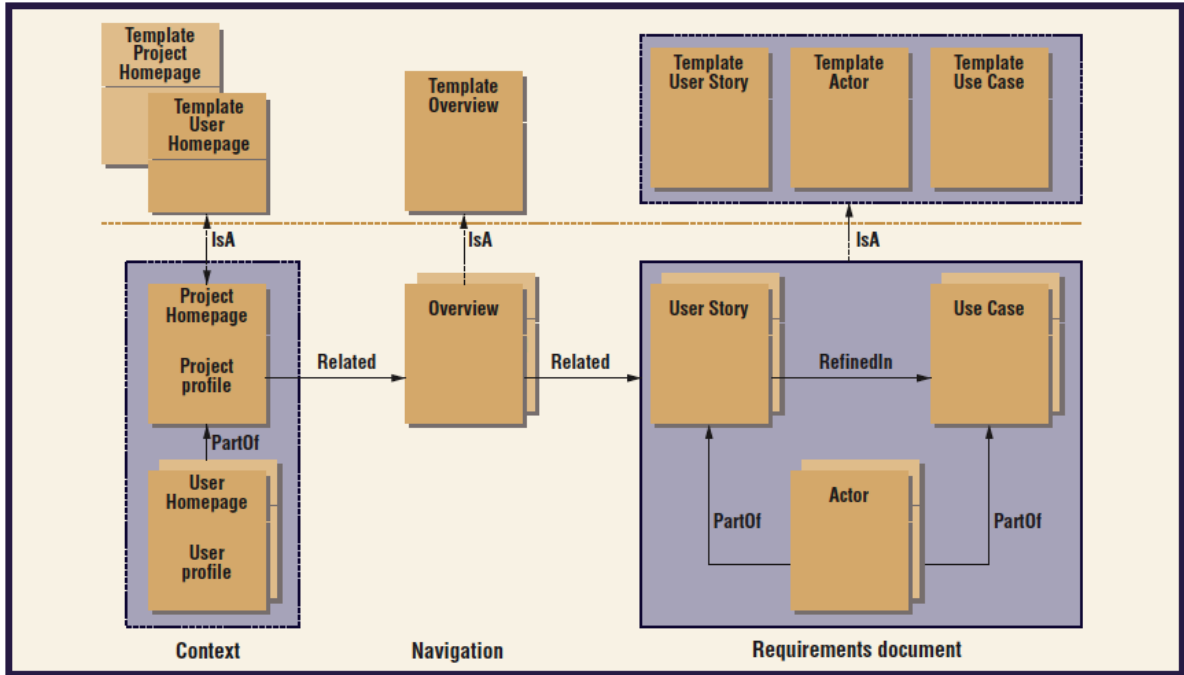 Template
Project
Homepage
Template
User
Homepage
Template
Overview
Template
User Story
Template
Actor
Template
Use Case
IsA
IsA
IsA
Project
Homepage
Project
profile
Related
Overview
Related
User Story
RefinedIn
Use Case
PartOf
User
Homepage
User
profile
Actor
PartOf
PartOf
Context
Navigation
Requirements document